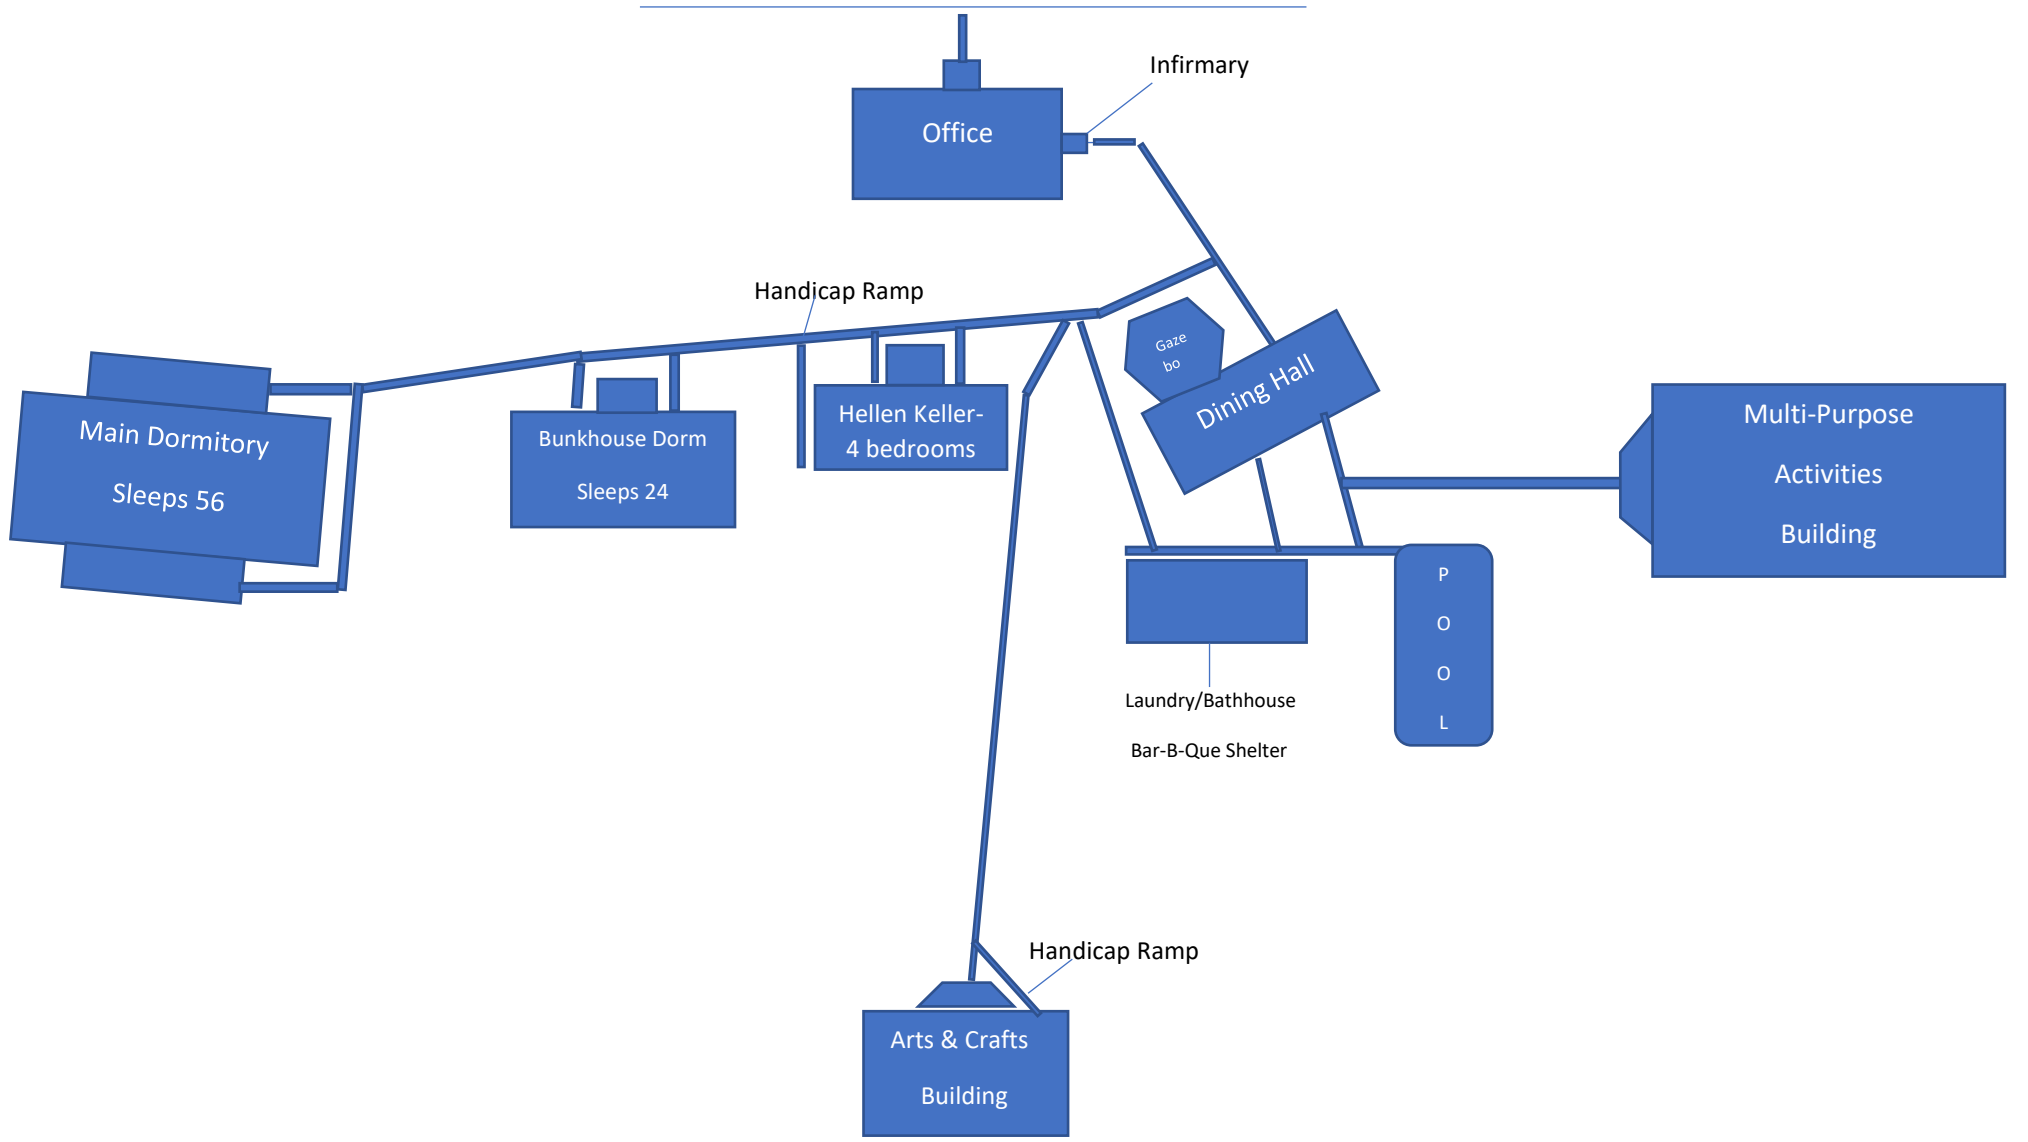 Infirmary
Office
Handicap Ramp
Gaze
bo
Dining Hall
Main Dormitory
Sleeps 56
Bunkhouse Dorm
Sleeps 24
Hellen Keller-
4 bedrooms
Multi-Purpose
Activities
Building
P
O
O
L
Laundry/Bathhouse
Bar-B-Que Shelter
Handicap Ramp
Arts & Crafts
Building